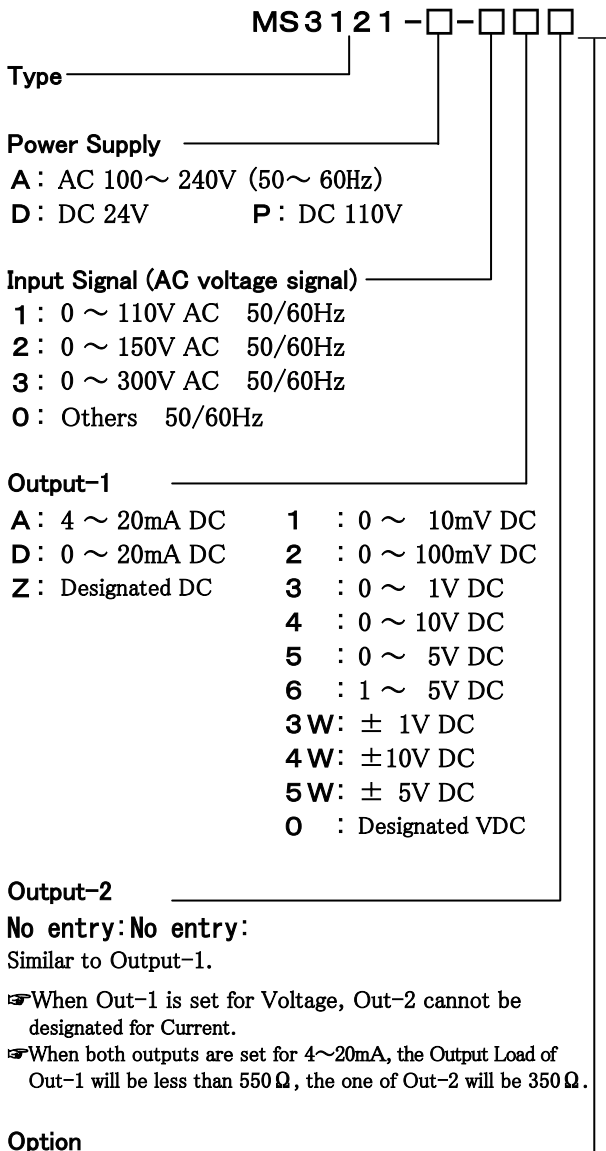 MS3121-□-□□□
Type
Power Supply
A: AC 100～240V (50～60Hz)
D: DC 24V P: DC 110V
Input Signal (AC voltage signal)
1: 0～110V AC 50/60Hz
2: 0～150V AC 50/60Hz
3: 0～300V AC 50/60Hz
0: Others 50/60Hz
Output-1
A: 4～20mA DC 1 : 0～ 10mV DC
D: 0～20mA DC 2 : 0～100mV DC
Z: Designated DC 3 : 0～ 1V DC
4 : 0～10V DC
5 : 0～ 5V DC
6 : 1～ 5V DC
3W: ± 1V DC
4W: ±10V DC
5W: ± 5V DC
0 : Designated VDC
Output-2
No entry:No entry:
Similar to Output-1.
☞When Out-1 is set for Voltage, Out-2 cannot be
designated for Current.
☞When both outputs are set for 4～20mA, the Output Load of
Out-1 will be less than 550Ω, the one of Out-2 will be 350Ω.
Option